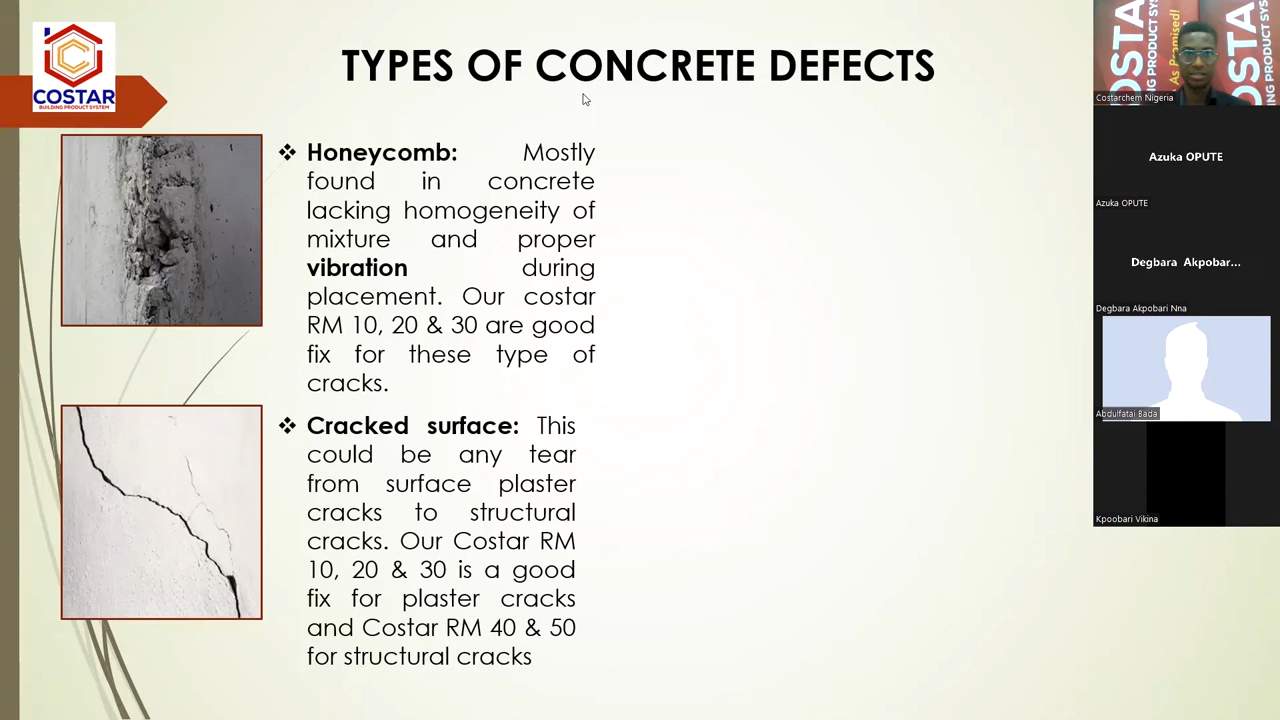 COSTAR
BUILDING PRODUCT SYSTEM
TYPES OF CONCRETE DEFECTS
❖ Honeycomb: Mostly
found in concrete
lacking homogeneity of
mixture and proper
vibration during
placement. Our costar
RM 10, 20 & 30 are good
fix for these type of
cracks.
❖ Cracked surface: This
could be any tear
from surface plaster
cracks to structural
cracks. Our Costar RM
10, 20 & 30 is a good
fix for plaster cracks
and Costar RM 40 & 50
for structural cracks
As Promised!
Costarchem Nigeria
Azuka OPUTE
Azuka OPUTE
Degbara Akpobar...
Degbara Akpobari Nna
Abdulfatai Bada
Kpoobari Vikina